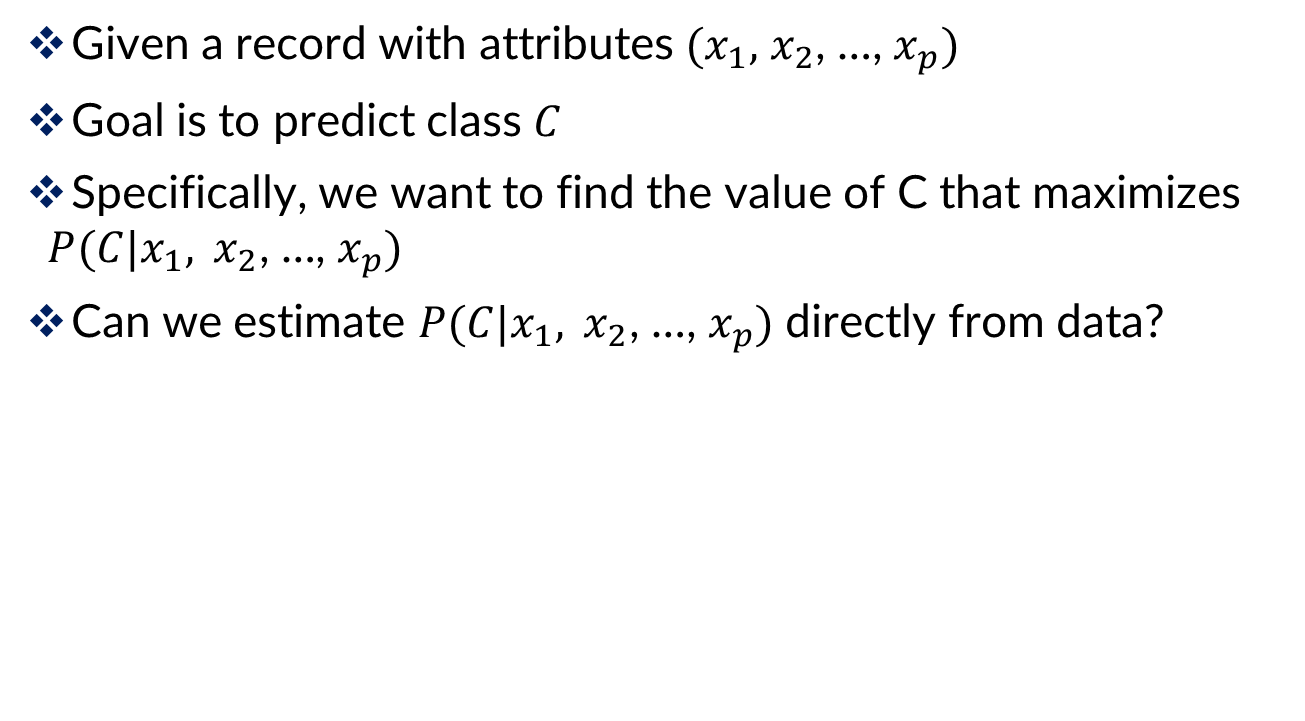 ❖Given a record with attributes (x₁, x₂, ..., xₚ)
❖Goal is to predict class C
❖Specifically, we want to find the value of C that maximizes
P(C|x₁, x₂, ..., xₚ)
❖Can we estimate P(C|x₁, x₂, ..., xₚ) directly from data?